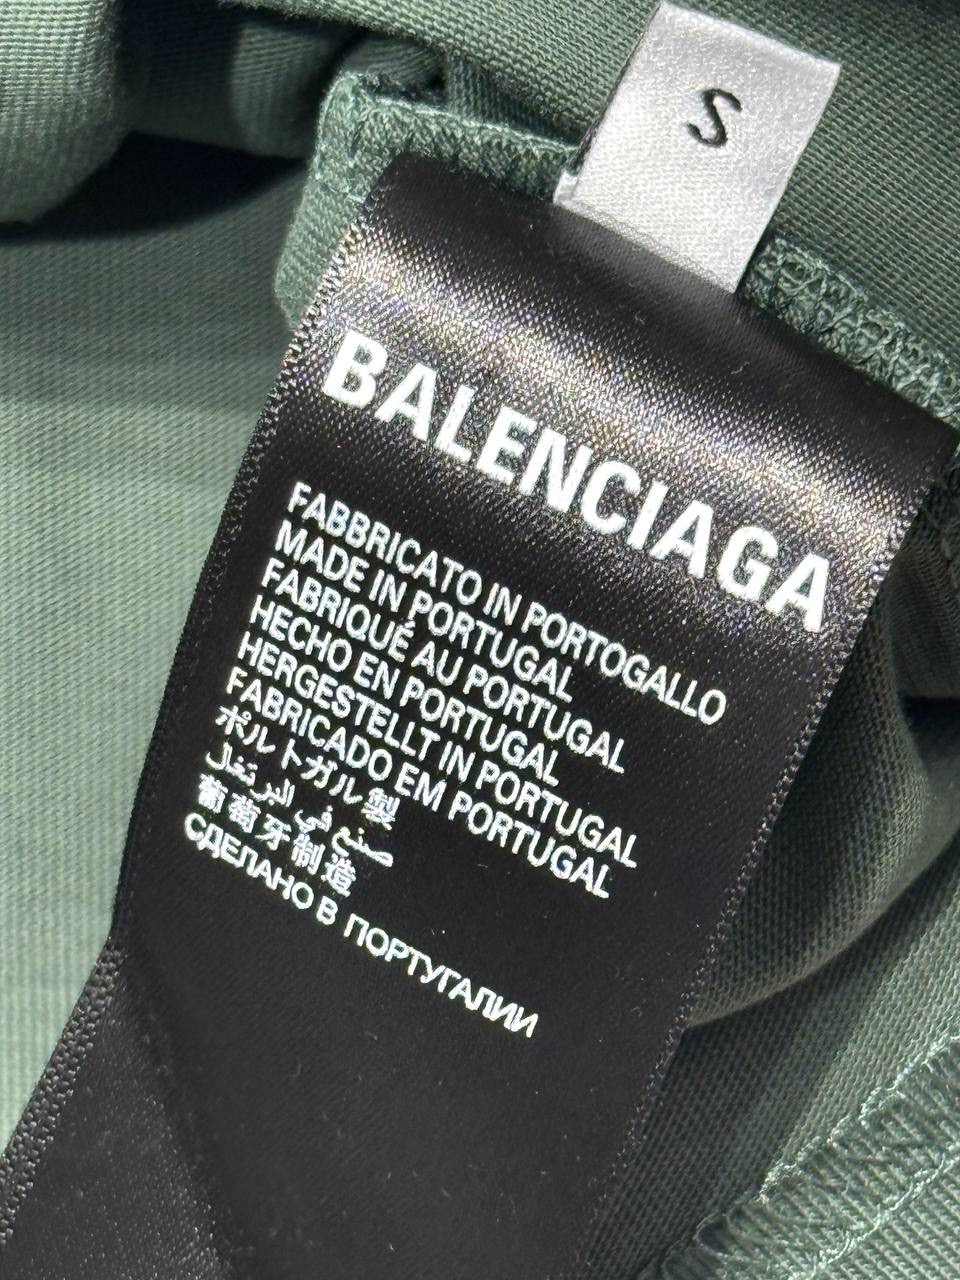 S
BALENCIAGA
FABBRICATO IN PORTOGALLO
MADE IN PORTUGAL
FABRIQUÉ AU PORTUGAL
HECHO EN PORTUGAL
HERGESTELLT IN PORTUGAL
FABRICADO EM PORTUGAL
ポルトガル製
صنع في البرتغال
葡萄牙制造
СДЕЛАНО В ПОРТУГАЛИИ